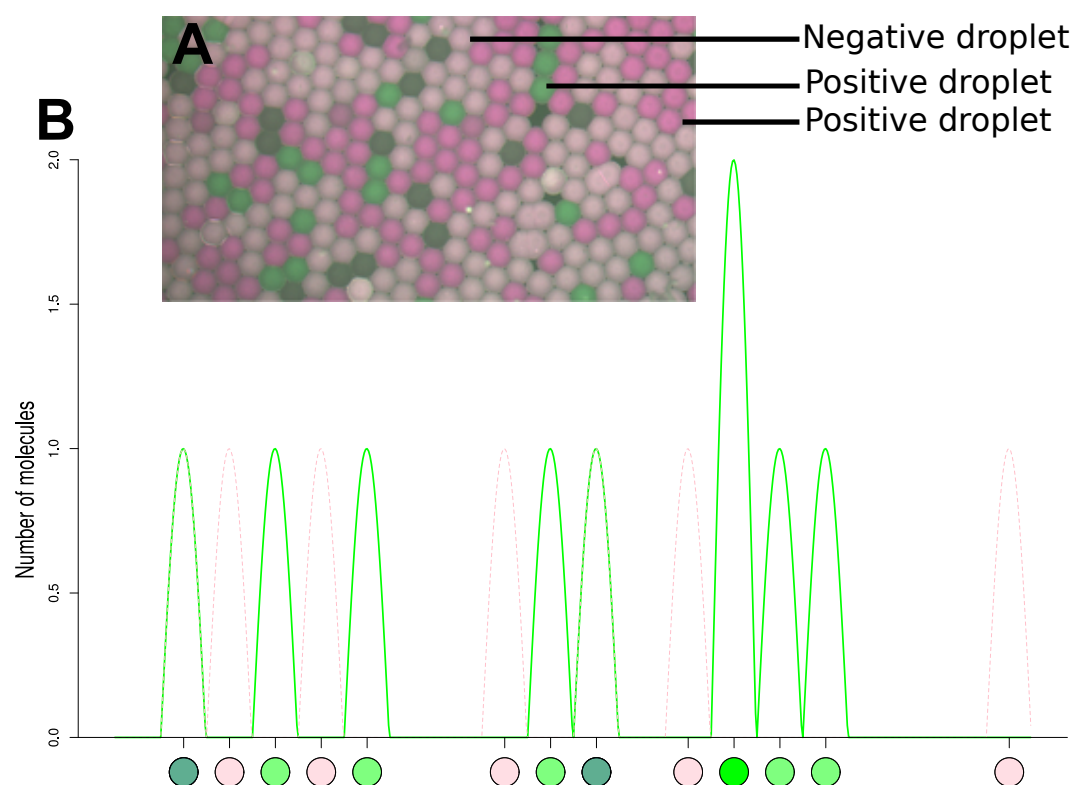 A
Negative droplet
Positive droplet
Positive droplet
B
2.0
1.5
1.0
0.5
0.0
Number of molecules